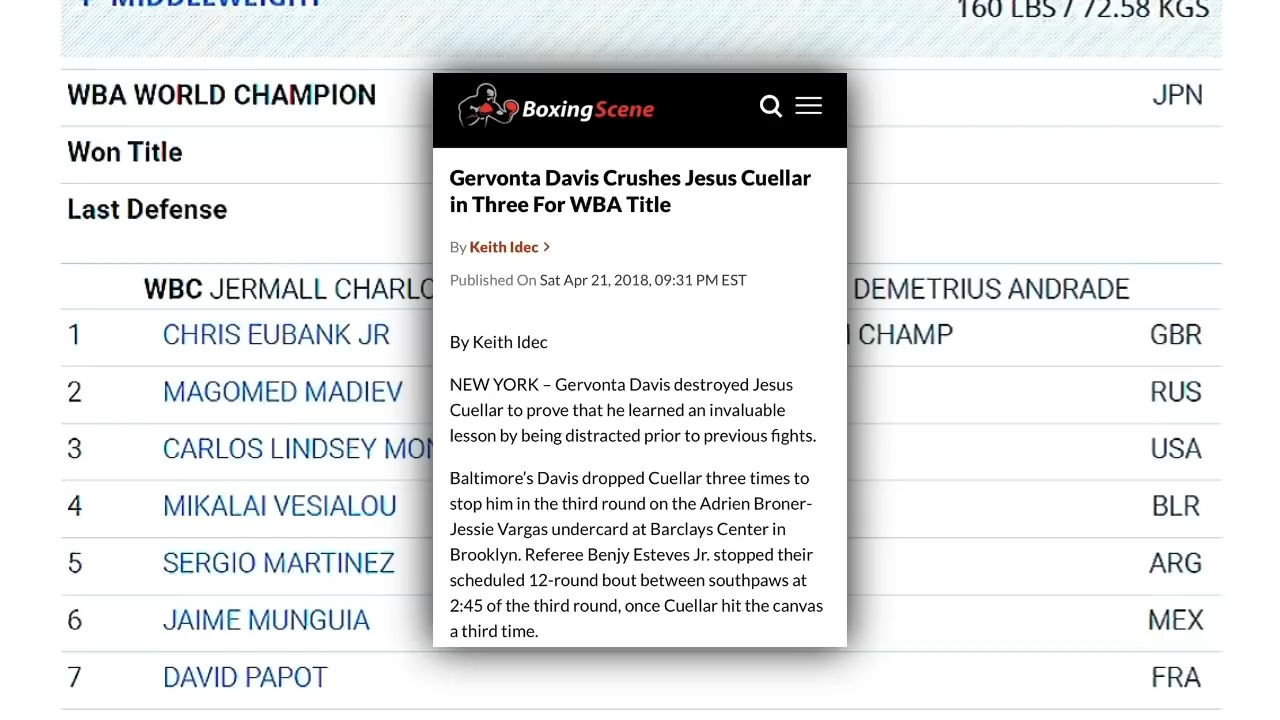 MIDDLEWEIGHT
160 LBS / 72.58 KGS
WBA WORLD CHAMPION
JPN
Won Title
Last Defense
WBC JERMALL
DEMETRIUS ANDRADE
1 CHRIS EUBANK JR
CHAMP
GBR
2 MAGOMED MADIEV
RUS
3 CARLOS LINDSEY
USA
4 MIKALAI VESIALOU
BLR
5 SERGIO MARTINEZ
ARG
6 JAIME MUNGUIA
MEX
7 DAVID PAPOT
FRA
BoxingScene
Gervonta Davis Crushes Jesus Cuellar
in Three For WBA Title
By Keith Idec >
Published On Sat Apr 21, 2018, 09:31 PM EST
By Keith Idec
NEW YORK – Gervonta Davis destroyed Jesus
Cuellar to prove that he learned an invaluable
lesson by being distracted prior to previous fights.
Baltimore’s Davis dropped Cuellar three times to
stop him in the third round on the Adrien Broner-
Jessie Vargas undercard at Barclays Center in
Brooklyn. Referee Benjy Esteves Jr. stopped their
scheduled 12-round bout between southpaws at
2:45 of the third round, once Cuellar hit the canvas
a third time.